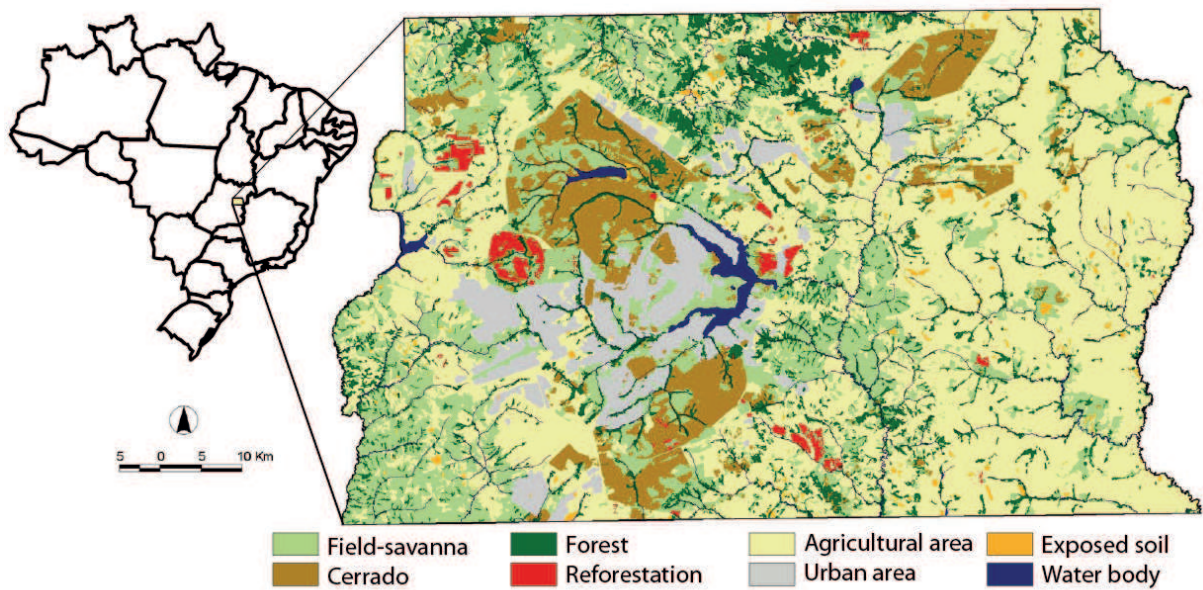 5 0 5 10 Km
Field-savanna Forest Agricultural area Exposed soil
Cerrado Reforestation Urban area Water body